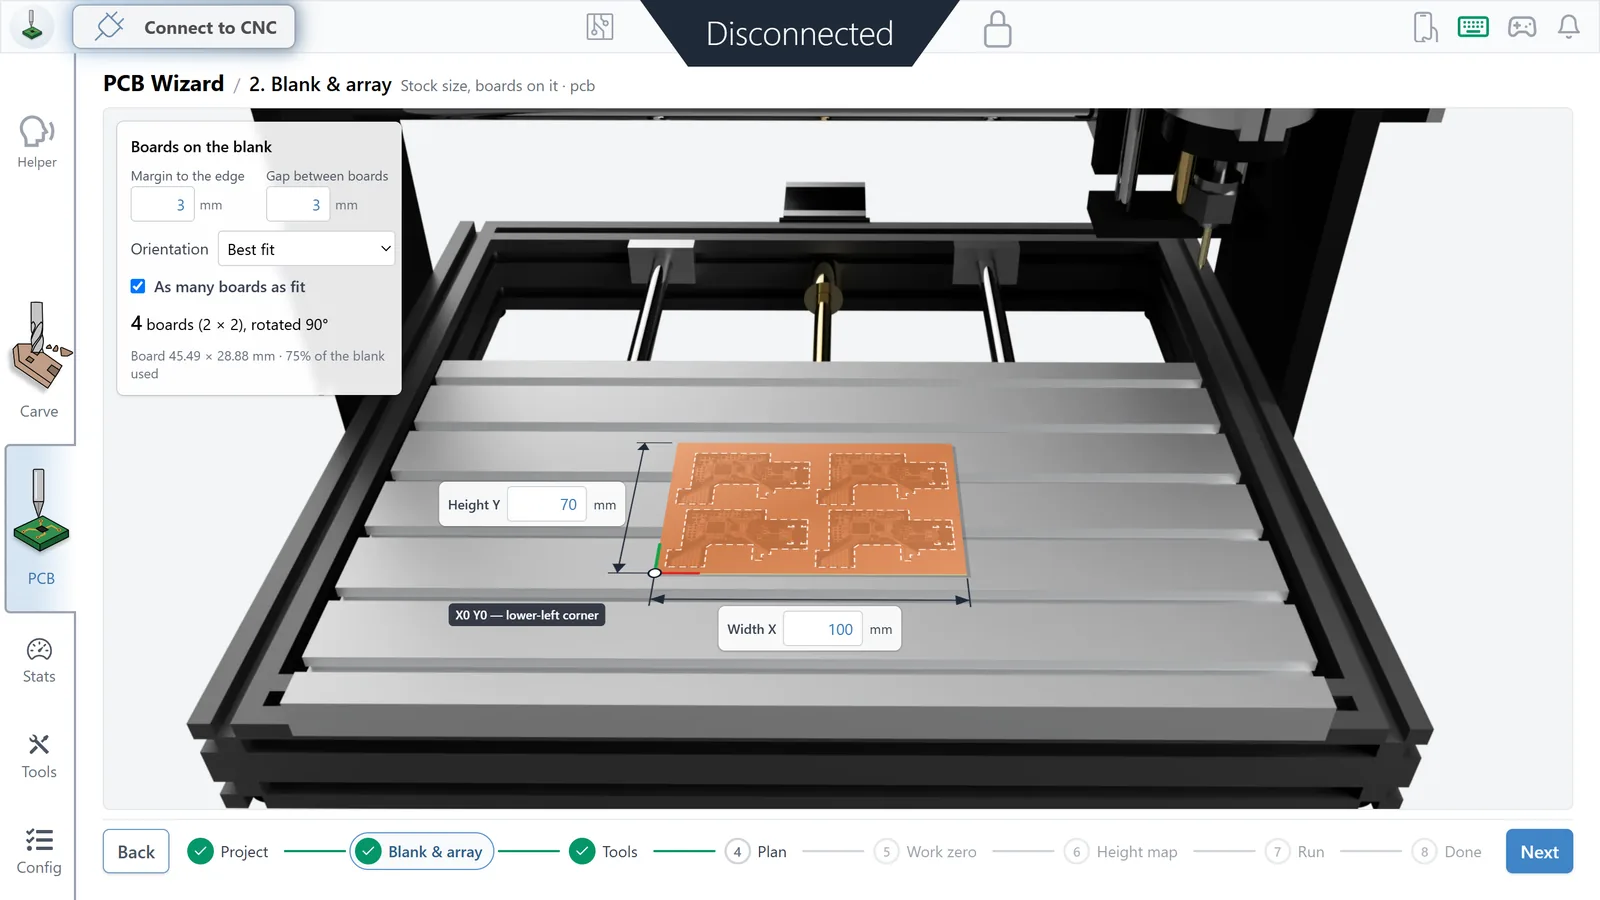 Connect to CNC
Disconnected
PCB Wizard / 2. Blank & array Stock size, boards on it · pcb
Helper
Carve
PCB
Stats
Tools
Config
Boards on the blank
Margin to the edge Gap between boards
3 mm 3 mm
Orientation Best fit
As many boards as fit
4 boards (2 × 2), rotated 90°
Board 45.49 × 28.88 mm · 75% of the blank
used
Height Y 70 mm
X0 Y0 — lower-left corner
Width X 100 mm
Back Project Blank & array Tools 4 Plan 5 Work zero 6 Height map 7 Run 8 Done Next